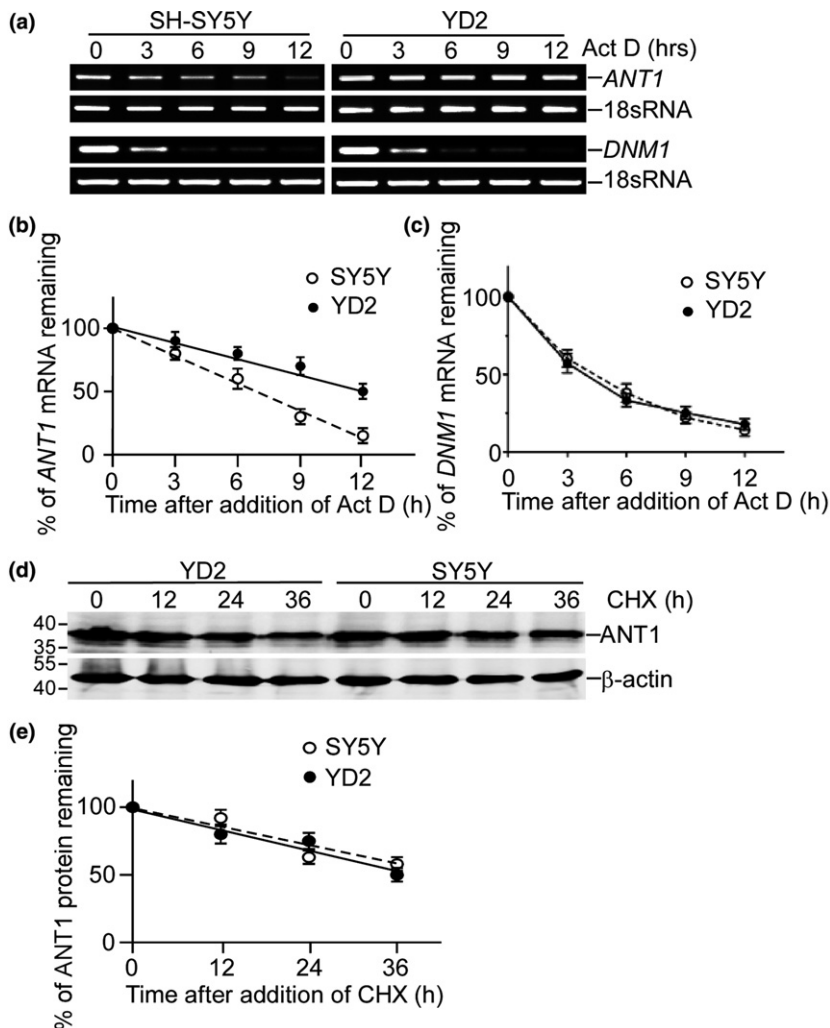 (a)
SH-SY5Y YD2
0 3 6 9 12 0 3 6 9 12 Act D (hrs)
–ANT1
–18sRNA
–DNM1
–18sRNA
(b)
SY5Y
YD2
% of ANT1 mRNA remaining
100
50
0
0 3 6 9 12
Time after addition of Act D (h)
(c)
SY5Y
YD2
% of DNM1 mRNA remaining
100
50
0
0 3 6 9 12
Time after addition of Act D (h)
(d)
YD2 SY5Y
0 12 24 36 0 12 24 36 CHX (h)
40–
35–
–ANT1
55–
40–
–β-actin
(e)
SY5Y
YD2
% of ANT1 protein remaining
100
50
0
0 12 24 36
Time after addition of CHX (h)